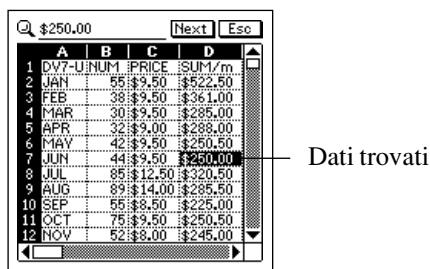 $250.00 Next Esc
A B C D
1 DV7-U NUM PRICE SUM/m
2 JAN 55 $9.50 $522.50
3 FEB 38 $9.50 $361.00
4 MAR 30 $9.50 $285.00
5 APR 32 $9.00 $288.00
6 MAY 42 $9.50 $250.50
7 JUN 44 $9.50 $250.00
8 JUL 85 $12.50 $320.50
9 AUG 89 $14.00 $285.50
10 SEP 55 $8.50 $225.00
11 OCT 75 $9.50 $250.50
12 NOV 52 $8.00 $245.00
Dati trovati